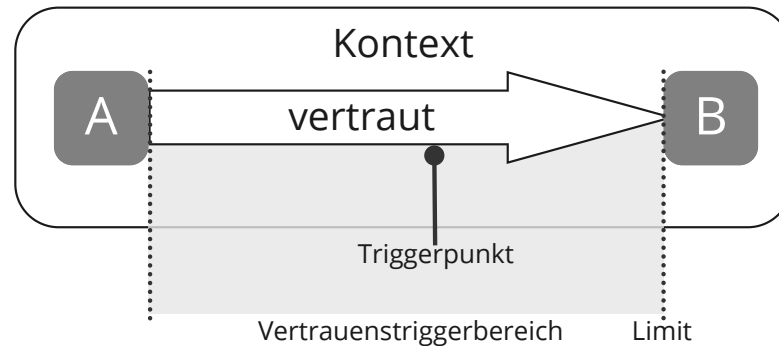 Kontext
A vertraut B
Triggerpunkt
Vertrauenstriggerbereich Limit